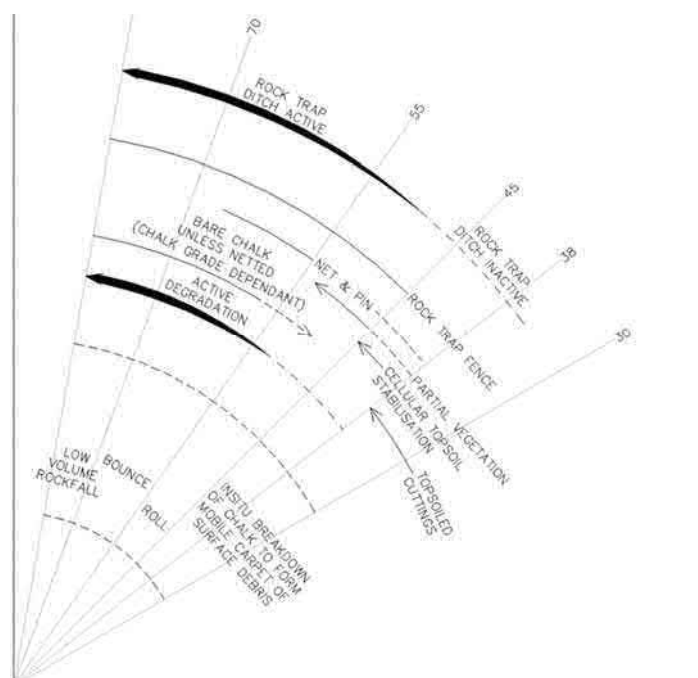 70
ROCK TRAP
DITCH ACTIVE
55
45
ROCK TRAP
DITCH INACTIVE
38
30
BARE CHALK
UNLESS NETTED
(CHALK GRADE DEPENDANT)
NET & PIN
ROCK TRAP FENCE
ACTIVE
DEGRADATION
PARTIAL VEGETATION
CELLULAR TOPSOIL
STABILISATION
TOPSOILED
CUTTINGS
LOW BOUNCE
VOLUME
ROCKFALL
ROLL
INSITU BREAKDOWN
OF CHALK TO FORM
MOBILE CARPET OF
SURFACE DEBRIS